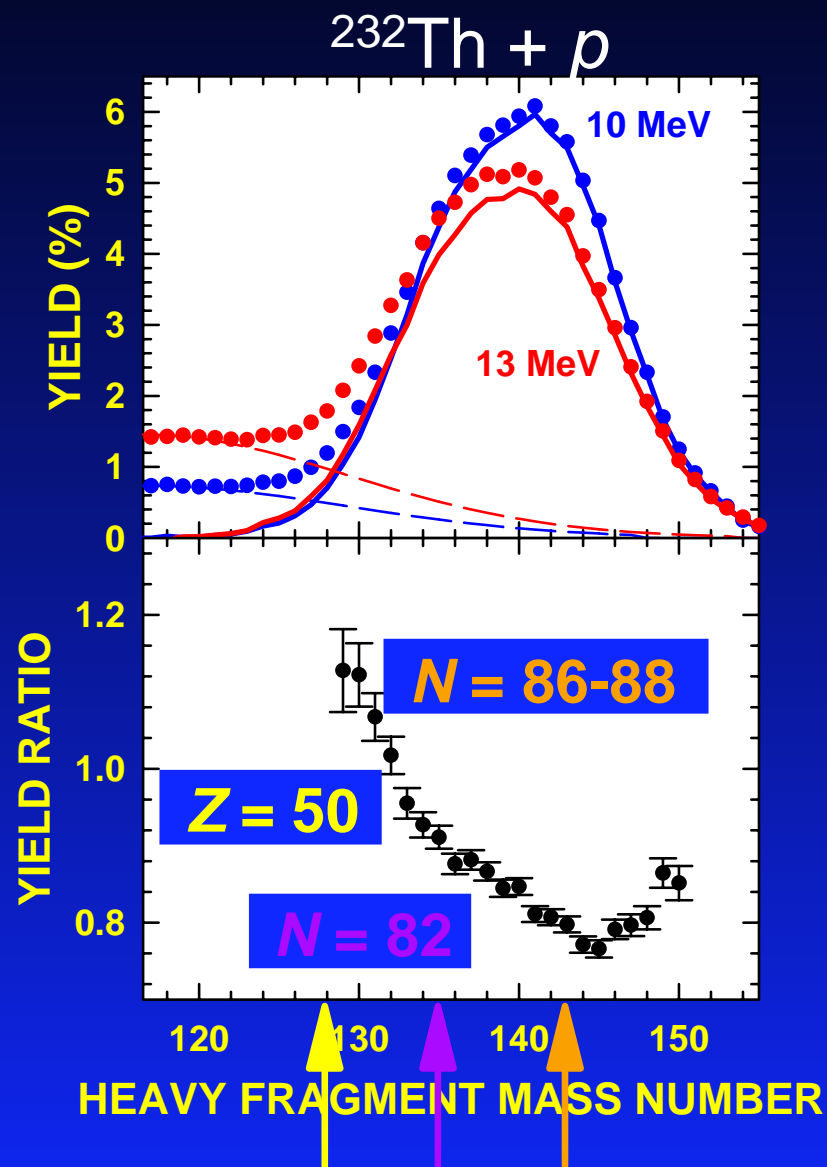 ²³²Th + p
YIELD (%)
6
5
4
3
2
1
0
10 MeV
13 MeV
YIELD RATIO
1.2
1.0
0.8
N = 86-88
Z = 50
N = 82
120 130 140 150
HEAVY FRAGMENT MASS NUMBER